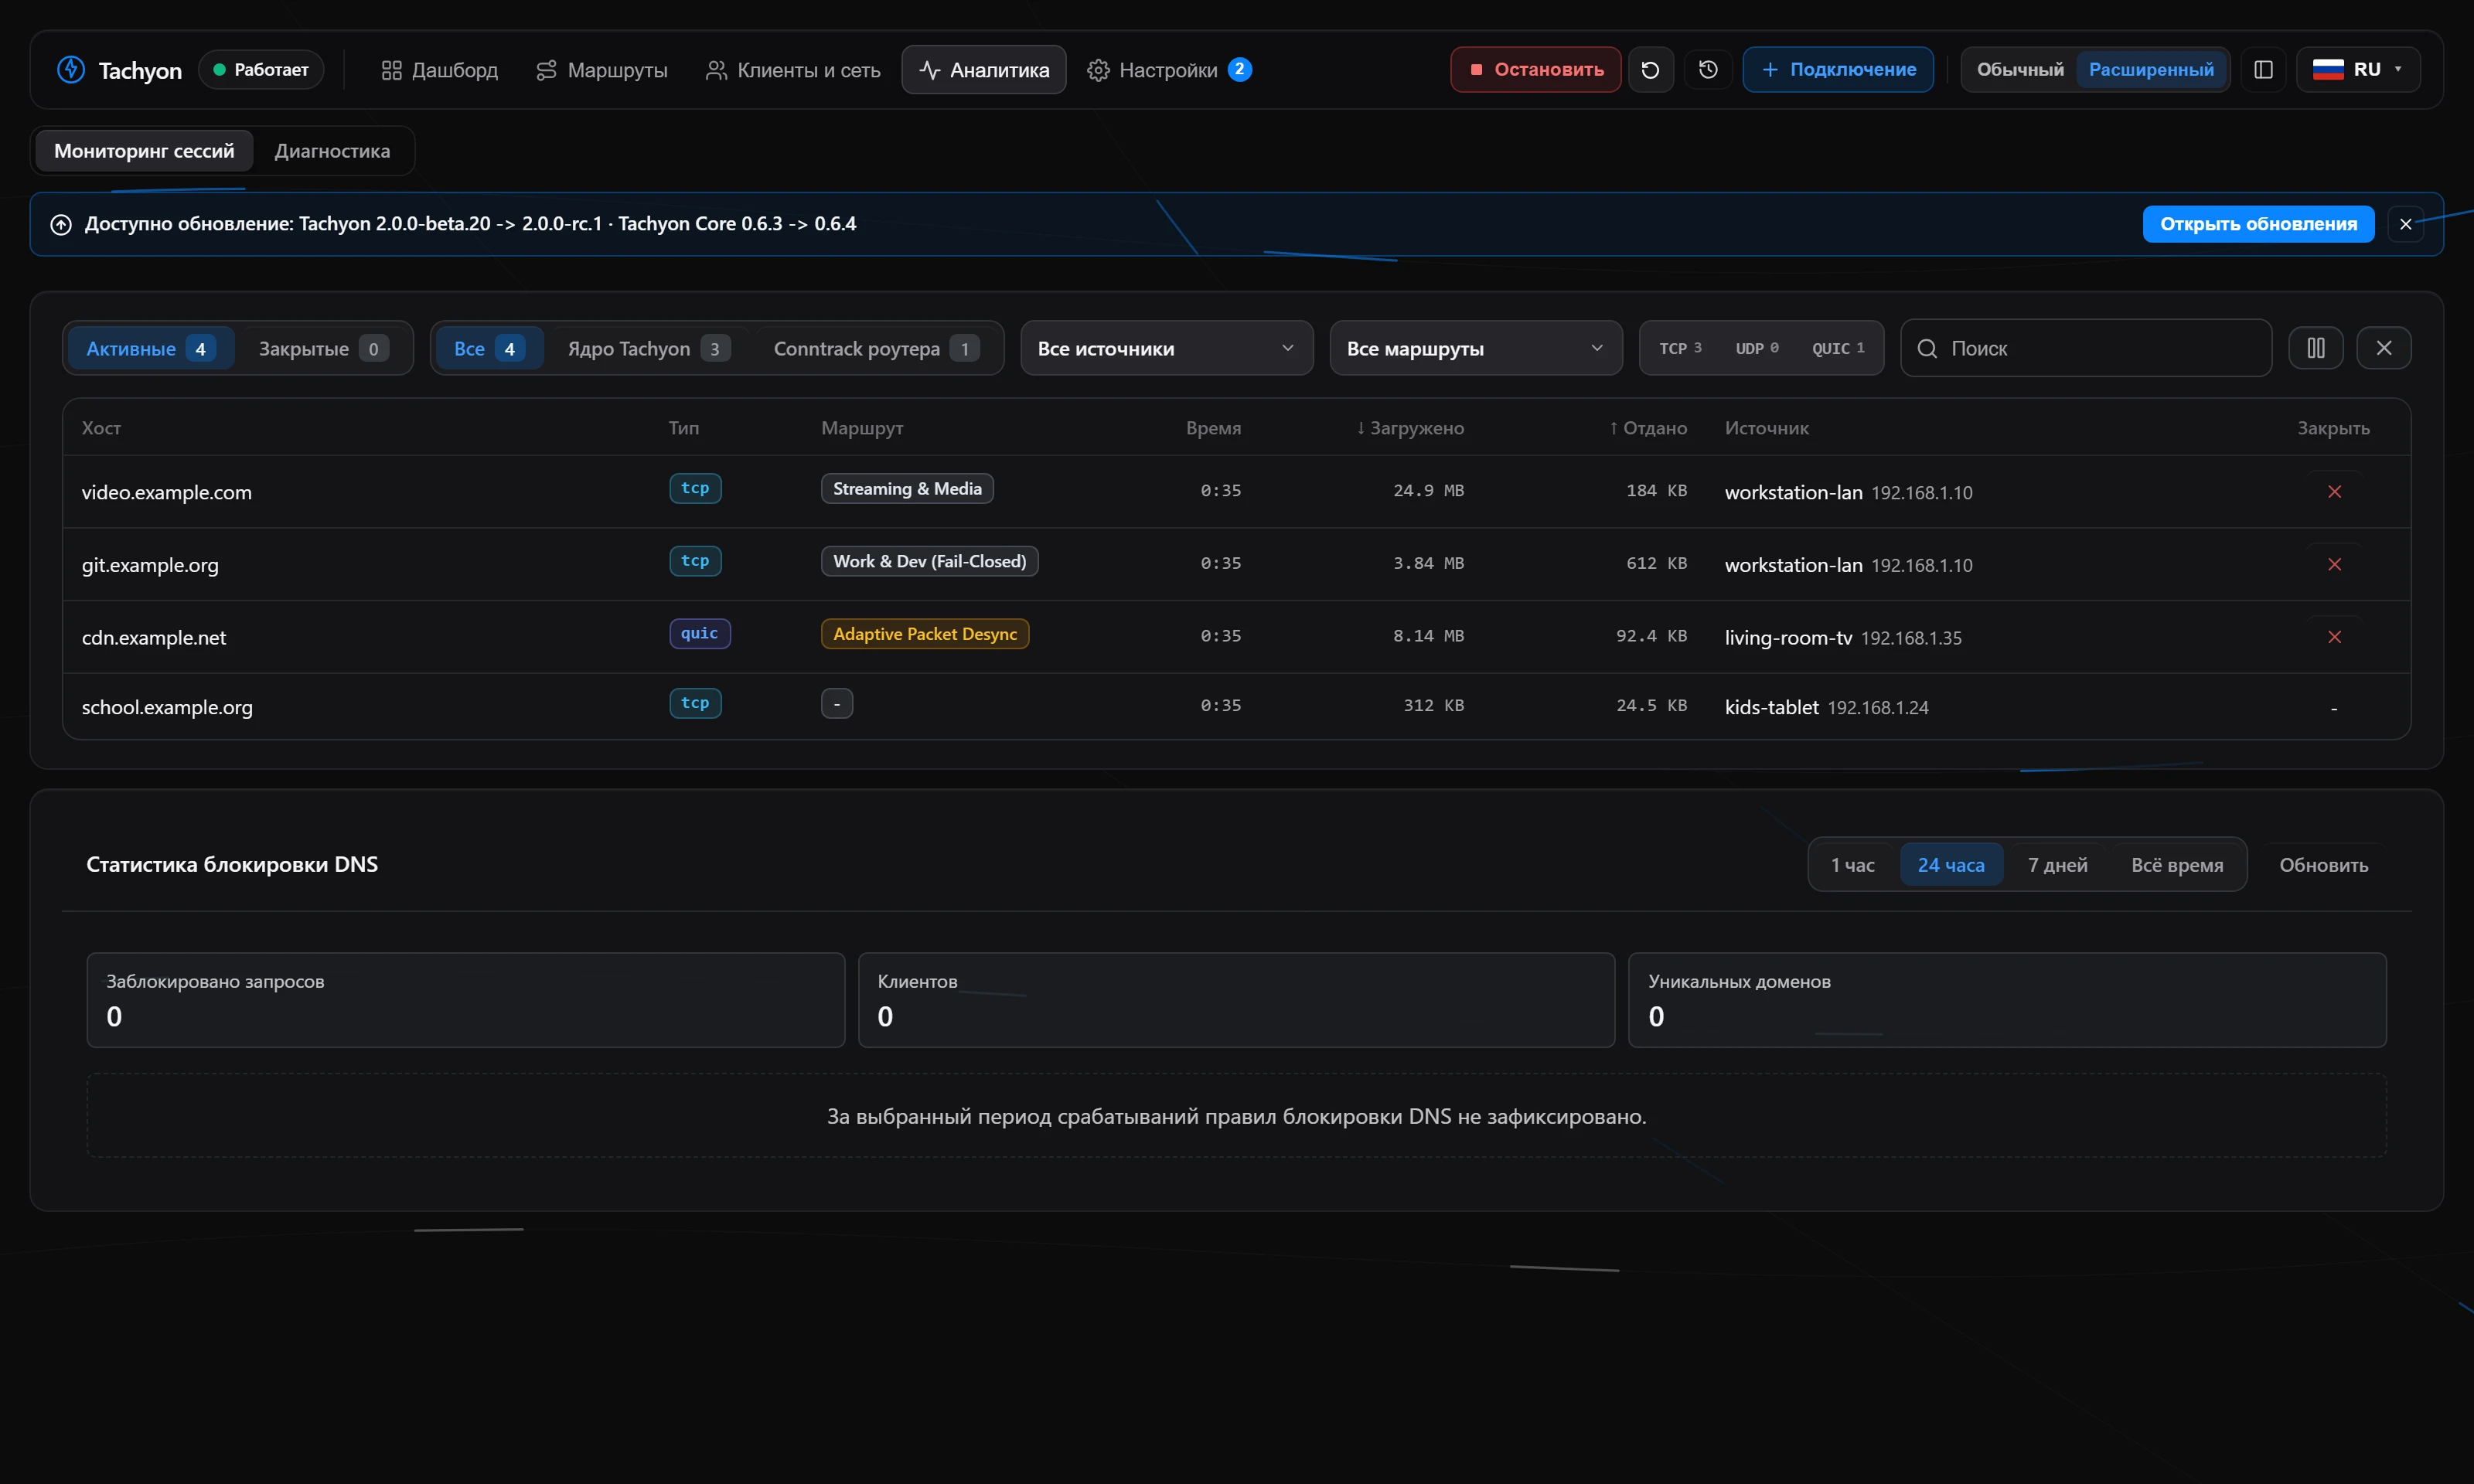 Tachyon Работает Дашборд Маршруты Клиенты и сеть Аналитика Настройки 2 Остановить + Подключение Обычный Расширенный RU
Мониторинг сессий Диагностика
Доступно обновление: Tachyon 2.0.0-beta.20 -> 2.0.0-rc.1 · Tachyon Core 0.6.3 -> 0.6.4 Открыть обновления
Активные 4 Закрытые 0 Все 4 Ядро Tachyon 3 Conntrack роутера 1 Все источники Все маршруты TCP 3 UDP 0 QUIC 1 Поиск
Хост Тип Маршрут Время ↓ Загружено ↑ Отдано Источник Закрыть
video.example.com tcp Streaming & Media 0:35 24.9 MB 184 KB workstation-lan 192.168.1.10
git.example.org tcp Work & Dev (Fail-Closed) 0:35 3.84 MB 612 KB workstation-lan 192.168.1.10
cdn.example.net quic Adaptive Packet Desync 0:35 8.14 MB 92.4 KB living-room-tv 192.168.1.35
school.example.org tcp - 0:35 312 KB 24.5 KB kids-tablet 192.168.1.24 -
Статистика блокировки DNS 1 час 24 часа 7 дней Всё время Обновить
Заблокировано запросов Клиентов Уникальных доменов
0 0 0
За выбранный период срабатываний правил блокировки DNS не зафиксировано.